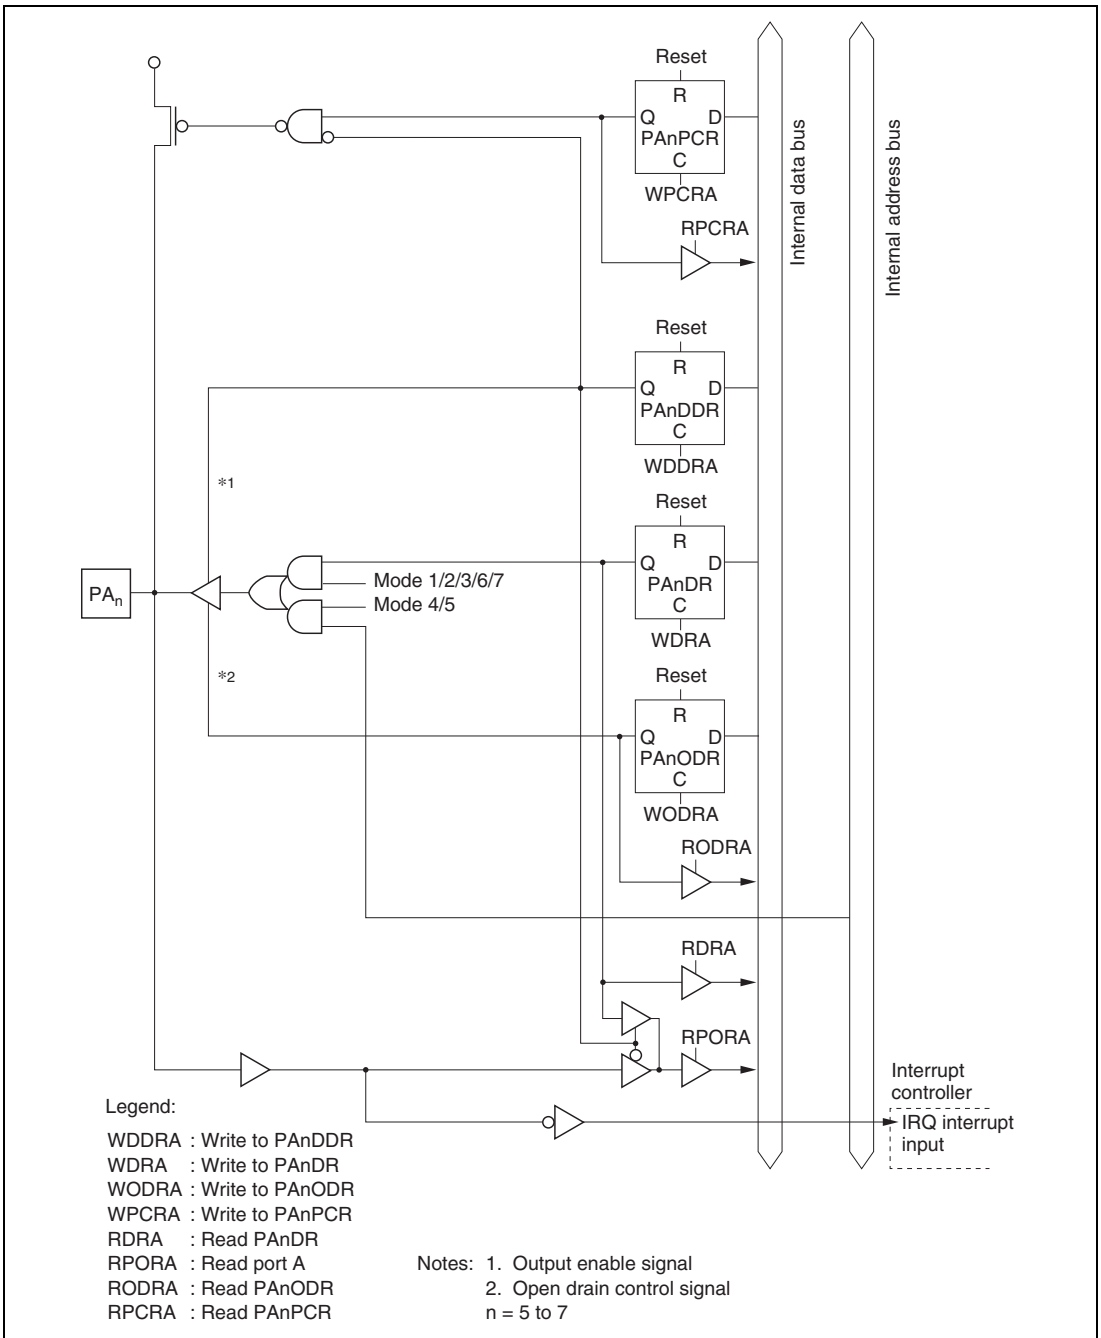 Reset
R
Q D
PAnPCR
C
WPCRA
RPCRA
Internal data bus
Internal address bus
Reset
R
Q D
PAnDDR
C
WDDRA
*1
Reset
R
Q D
PAnDR
C
WDRA
Mode 1/2/3/6/7
Mode 4/5
PAn
*2
Reset
R
Q D
PAnODR
C
WODRA
RODRA
RDRA
RPORA
Interrupt
controller
IRQ interrupt
input
Legend:
WDDRA : Write to PAnDDR
WDRA : Write to PAnDR
WODRA : Write to PAnODR
WPCRA : Write to PAnPCR
RDRA : Read PAnDR
RPORA : Read port A
RODRA : Read PAnODR
RPCRA : Read PAnPCR
Notes: 1. Output enable signal
2. Open drain control signal
n = 5 to 7